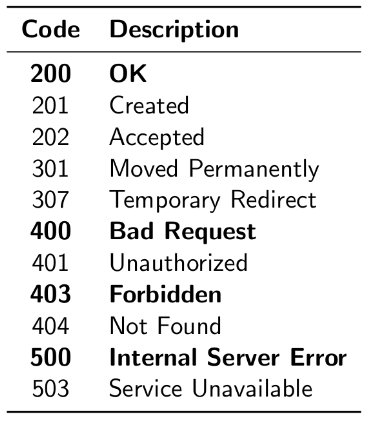 Code Description
200 OK
201 Created
202 Accepted
301 Moved Permanently
307 Temporary Redirect
400 Bad Request
401 Unauthorized
403 Forbidden
404 Not Found
500 Internal Server Error
503 Service Unavailable